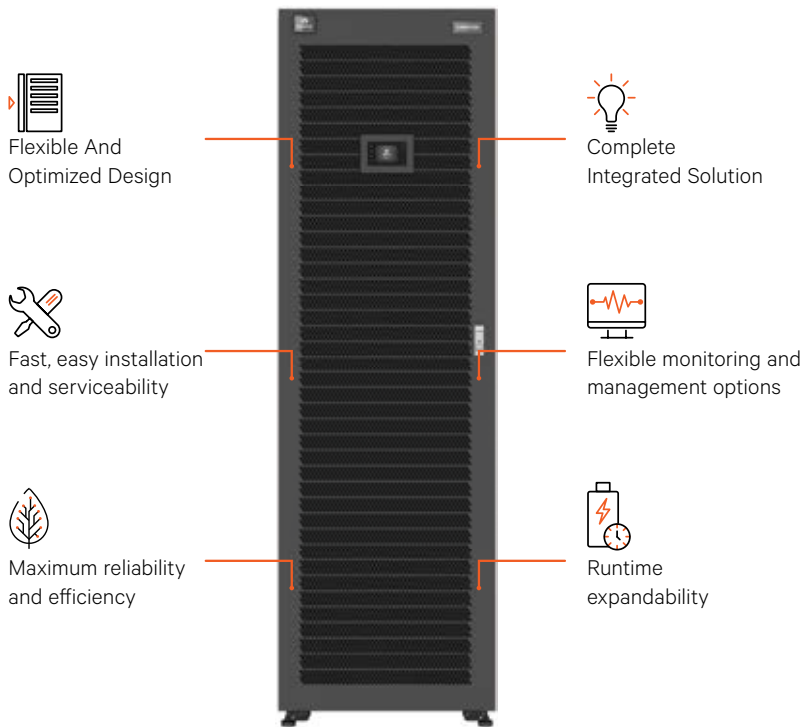 Flexible And
Optimized Design
Complete
Integrated Solution
Fast, easy installation
and serviceability
Flexible monitoring and
management options
Maximum reliability
and efficiency
Runtime
expandability